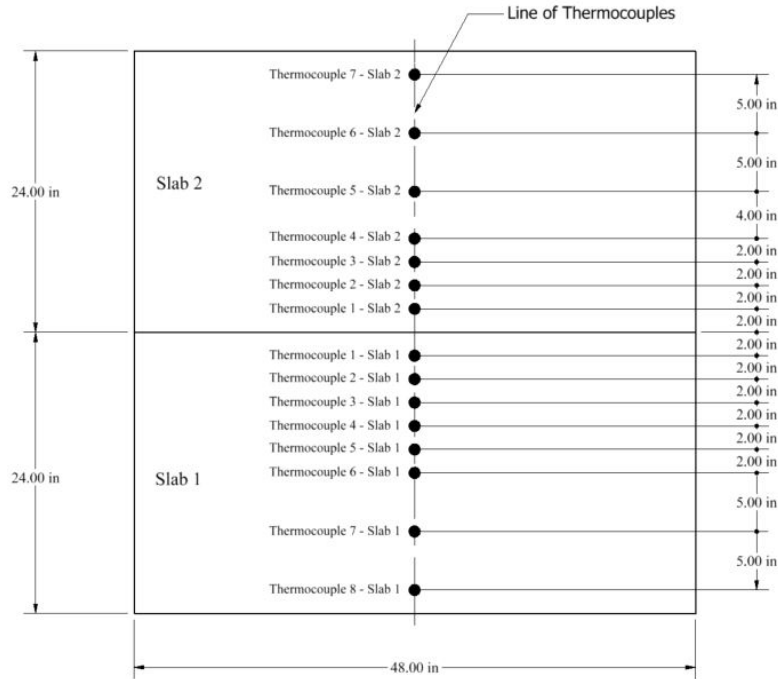 Line of Thermocouples
Thermocouple 7 - Slab 2
5.00 in
Thermocouple 6 - Slab 2
5.00 in
Slab 2
24.00 in
Thermocouple 5 - Slab 2
4.00 in
Thermocouple 4 - Slab 2
2.00 in
Thermocouple 3 - Slab 2
2.00 in
Thermocouple 2 - Slab 2
2.00 in
Thermocouple 1 - Slab 2
2.00 in
2.00 in
Thermocouple 1 - Slab 1
2.00 in
Thermocouple 2 - Slab 1
2.00 in
Thermocouple 3 - Slab 1
2.00 in
Thermocouple 4 - Slab 1
2.00 in
Thermocouple 5 - Slab 1
2.00 in
Thermocouple 6 - Slab 1
24.00 in
Slab 1
5.00 in
Thermocouple 7 - Slab 1
5.00 in
Thermocouple 8 - Slab 1
48.00 in